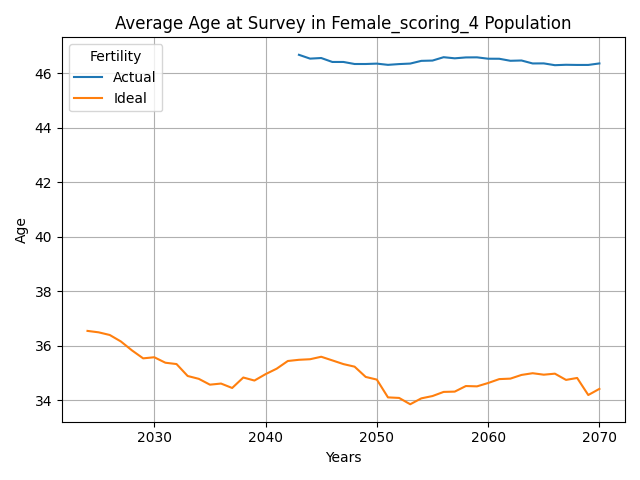 Average Age at Survey in Female_scoring_4 Population
Fertility
Actual
Ideal
46
44
42
40
38
36
34
Age
2030
2040
2050
2060
2070
Years